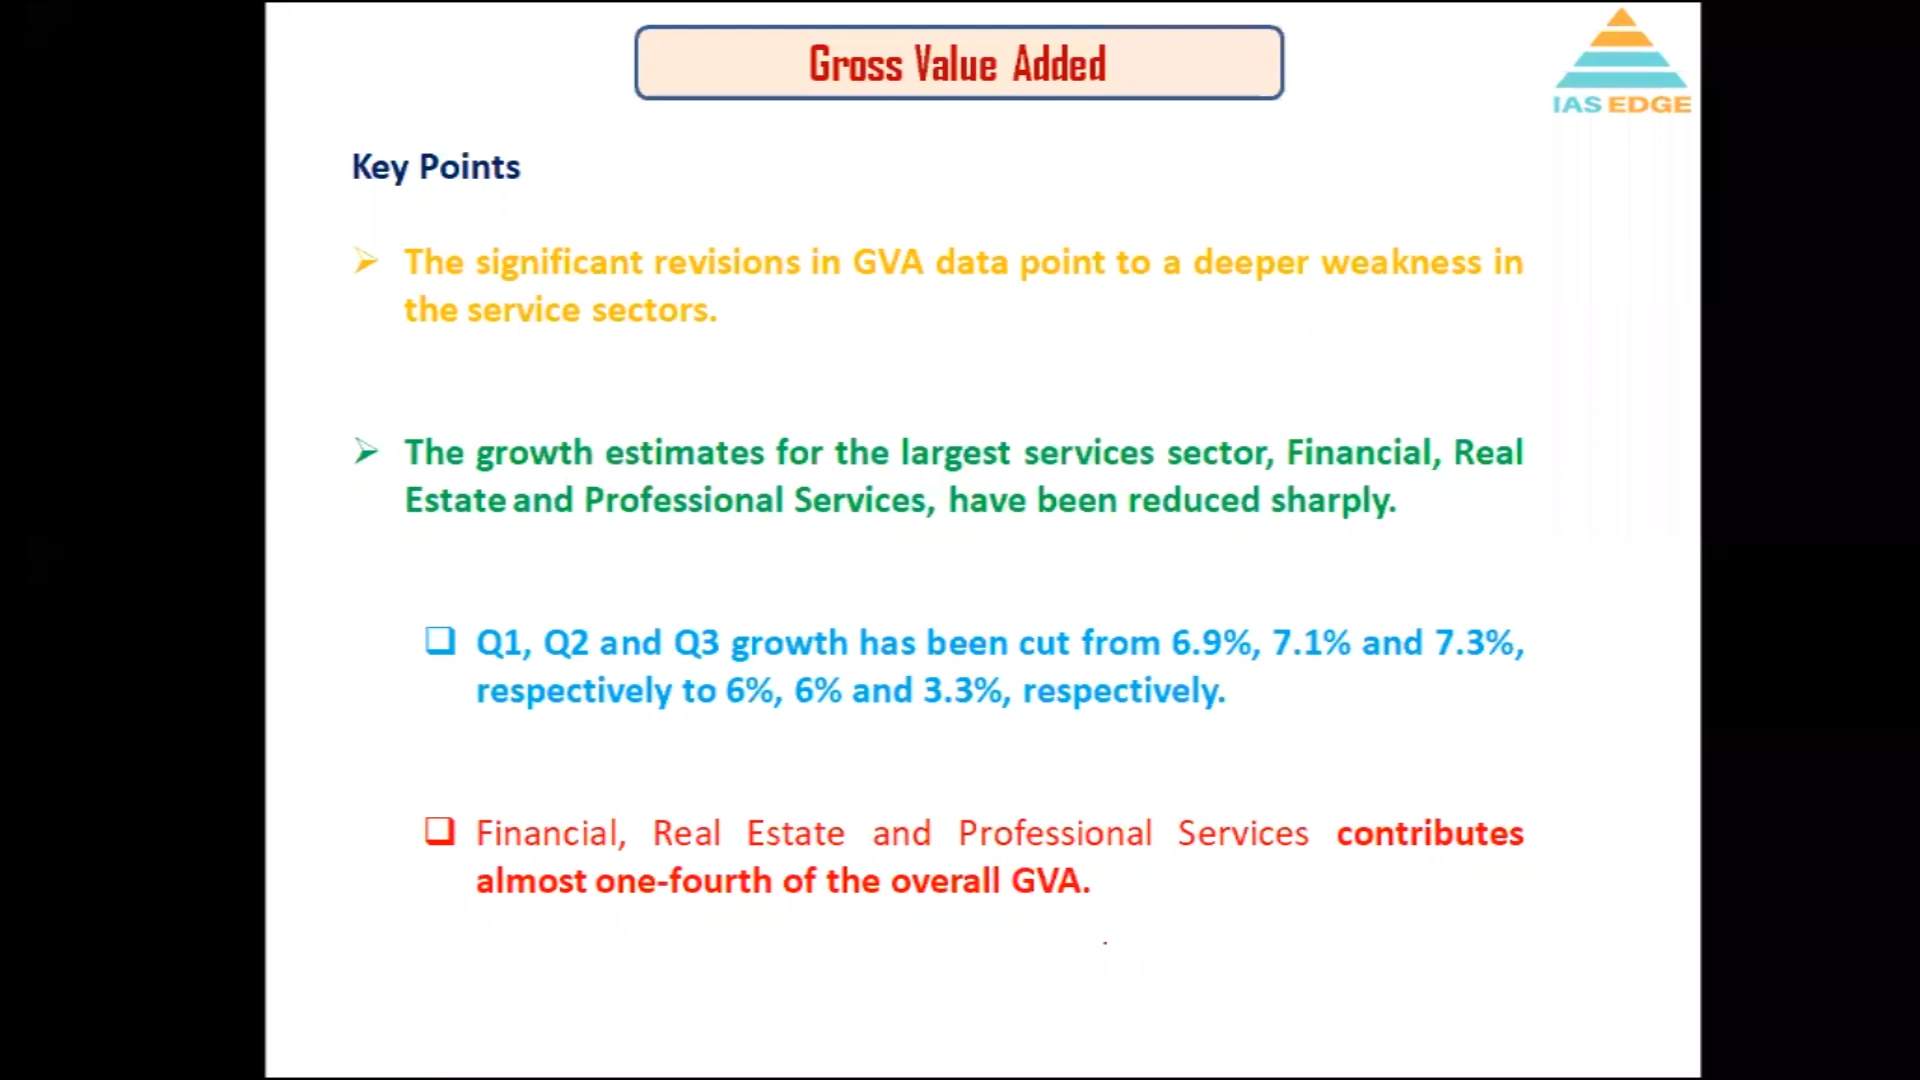 Gross Value Added
IAS EDGE
Key Points
The significant revisions in GVA data point to a deeper weakness in
the service sectors.
The growth estimates for the largest services sector, Financial, Real
Estate and Professional Services, have been reduced sharply.
Q1, Q2 and Q3 growth has been cut from 6.9%, 7.1% and 7.3%,
respectively to 6%, 6% and 3.3%, respectively.
Financial, Real Estate and Professional Services contributes
almost one-fourth of the overall GVA.